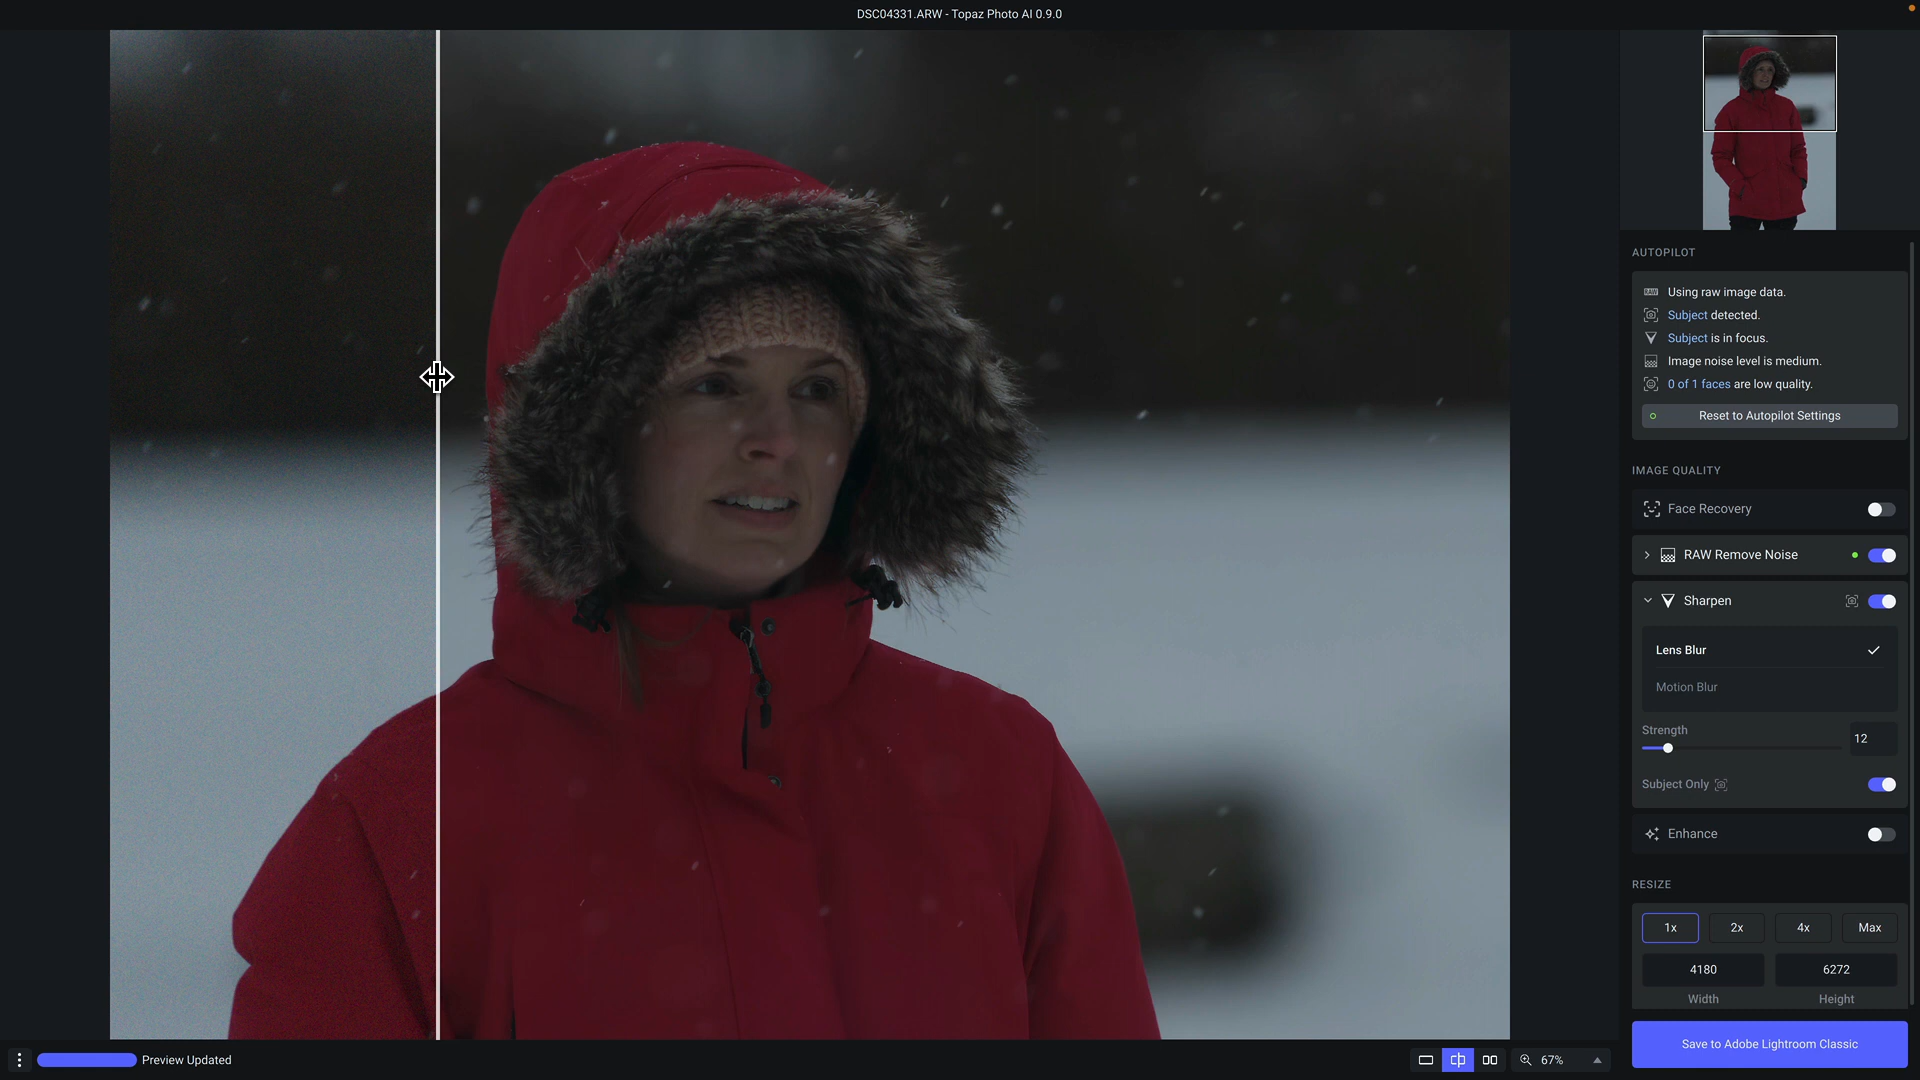 DSC04331.ARW - Topaz Photo AI 0.9.0
AUTOPILOT
RAW Using raw image data.
Subject detected.
Subject is in focus.
Image noise level is medium.
0 of 1 faces are low quality.
Reset to Autopilot Settings
IMAGE QUALITY
Face Recovery
RAW Remove Noise
Sharpen
Lens Blur
Motion Blur
Strength
12
Subject Only
Enhance
RESIZE
1x 2x 4x Max
4180 6272
Width Height
Save to Adobe Lightroom Classic
Preview Updated
67%